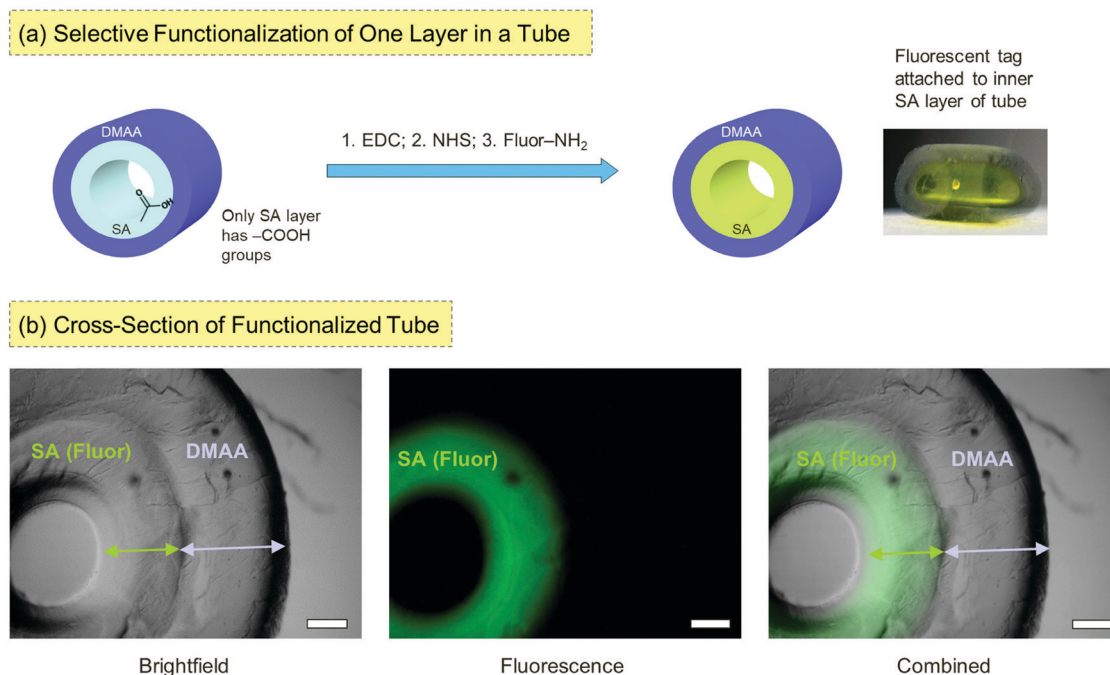 (a) Selective Functionalization of One Layer in a Tube
Fluorescent tag
attached to inner
SA layer of tube
DMAA
O
OH
SA
Only SA layer
has –COOH
groups
1. EDC; 2. NHS; 3. Fluor–NH₂
DMAA
SA
(b) Cross-Section of Functionalized Tube
SA (Fluor)
DMAA
SA (Fluor)
SA (Fluor)
DMAA
Brightfield
Fluorescence
Combined